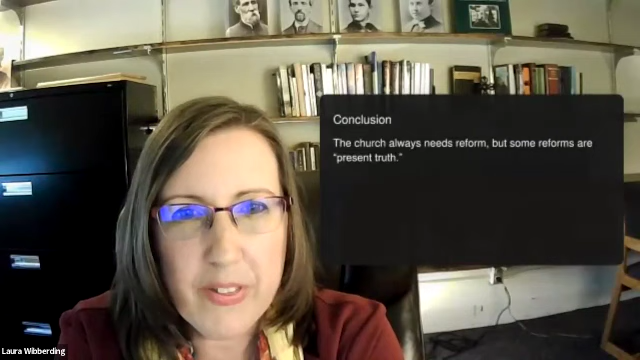 Conclusion
The church always needs reform, but some reforms are
"present truth."
Laura Wibberding